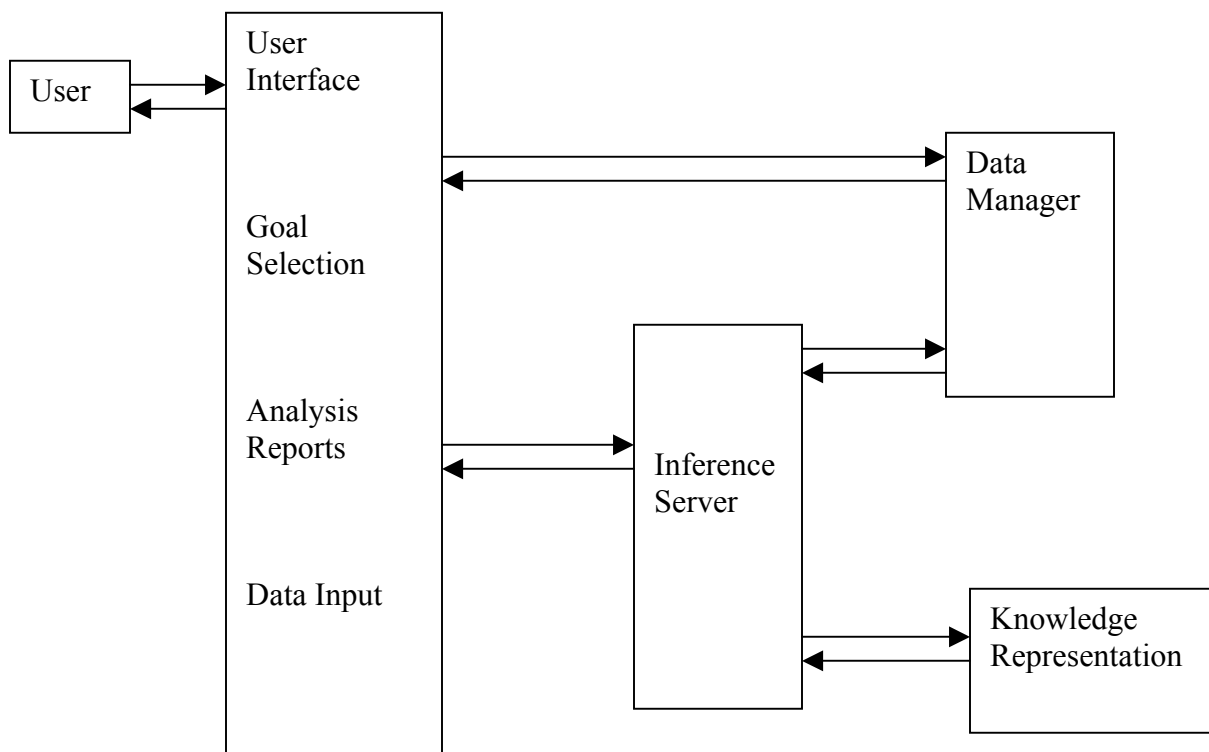 User
User
Interface
Goal
Selection
Analysis
Reports
Data Input
Inference
Server
Data
Manager
Knowledge
Representation